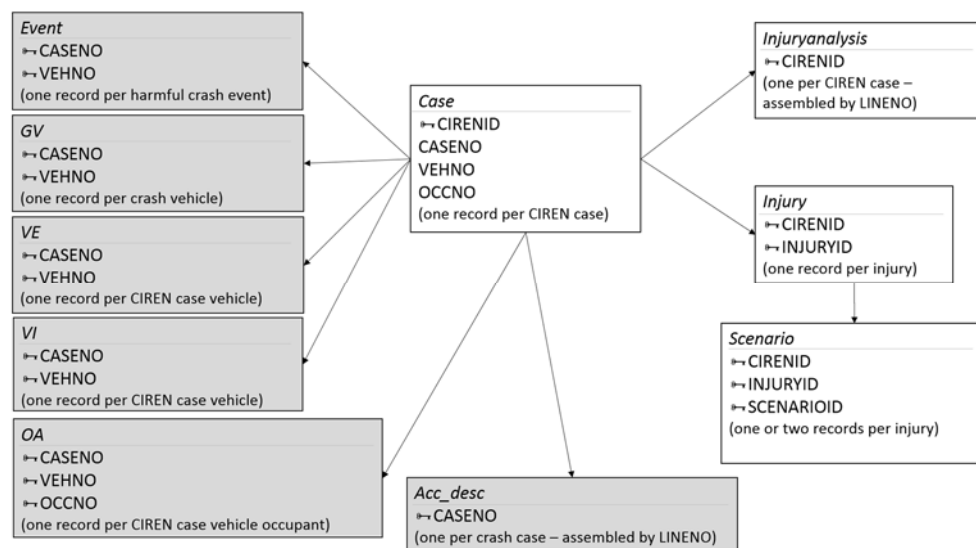 Event
CASENO
VEHNO
(one record per harmful crash event)
GV
CASENO
VEHNO
(one record per crash vehicle)
VE
CASENO
VEHNO
(one record per CIREN case vehicle)
VI
CASENO
VEHNO
(one record per CIREN case vehicle)
OA
CASENO
VEHNO
OCCNO
(one record per CIREN case vehicle occupant)
Case
CIRENID
CASENO
VEHNO
OCCNO
(one record per CIREN case)
Acc_desc
CASENO
(one per crash case – assembled by LINENO)
Injuryanalysis
CIRENID
(one per CIREN case –
assembled by LINENO)
Injury
CIRENID
INJURYID
(one record per injury)
Scenario
CIRENID
INJURYID
SCENARIOID
(one or two records per injury)